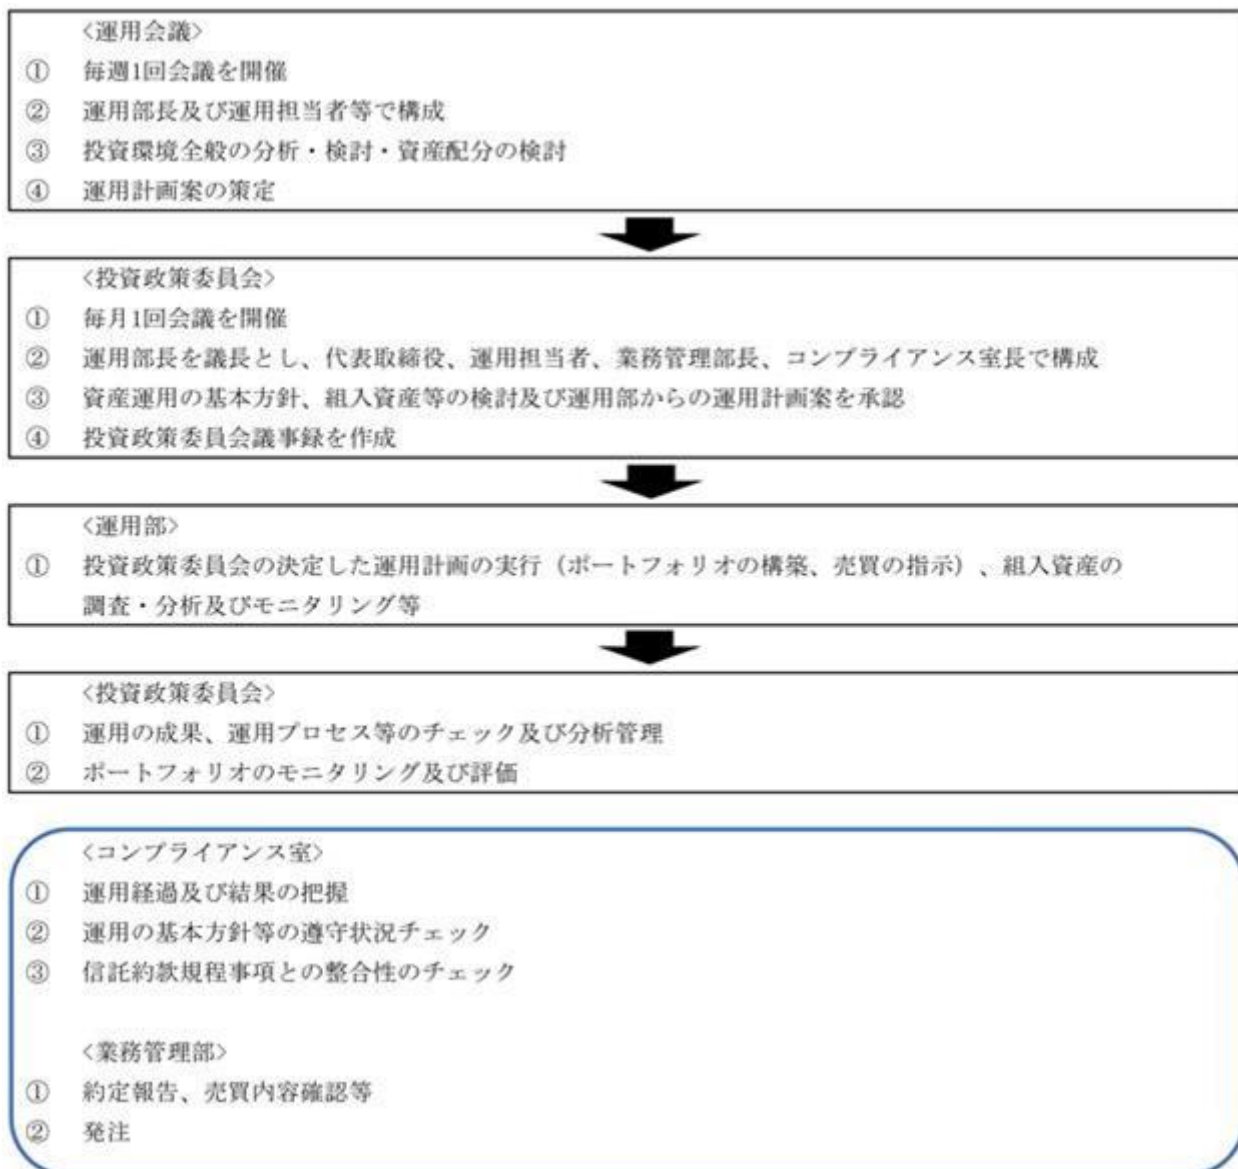 〈運用会議〉
① 毎週1回会議を開催
② 運用部長及び運用担当者等で構成
③ 投資環境全般の分析・検討・資産配分の検討
④ 運用計画案の策定
〈投資政策委員会〉
① 毎月1回会議を開催
② 運用部長を議長とし、代表取締役、運用担当者、業務管理部長、コンプライアンス室長で構成
③ 資産運用の基本方針、組入資産等の検討及び運用部からの運用計画案を承認
④ 投資政策委員会議事録を作成
〈運用部〉
① 投資政策委員会の決定した運用計画の実行（ポートフォリオの構築、売買の指示）、組入資産の
調査・分析及びモニタリング等
〈投資政策委員会〉
① 運用の成果、運用プロセス等のチェック及び分析管理
② ポートフォリオのモニタリング及び評価
〈コンプライアンス室〉
① 運用経過及び結果の把握
② 運用の基本方針等の遵守状況チェック
③ 信託約款規程事項との整合性のチェック
〈業務管理部〉
① 約定報告、売買内容確認等
② 発注